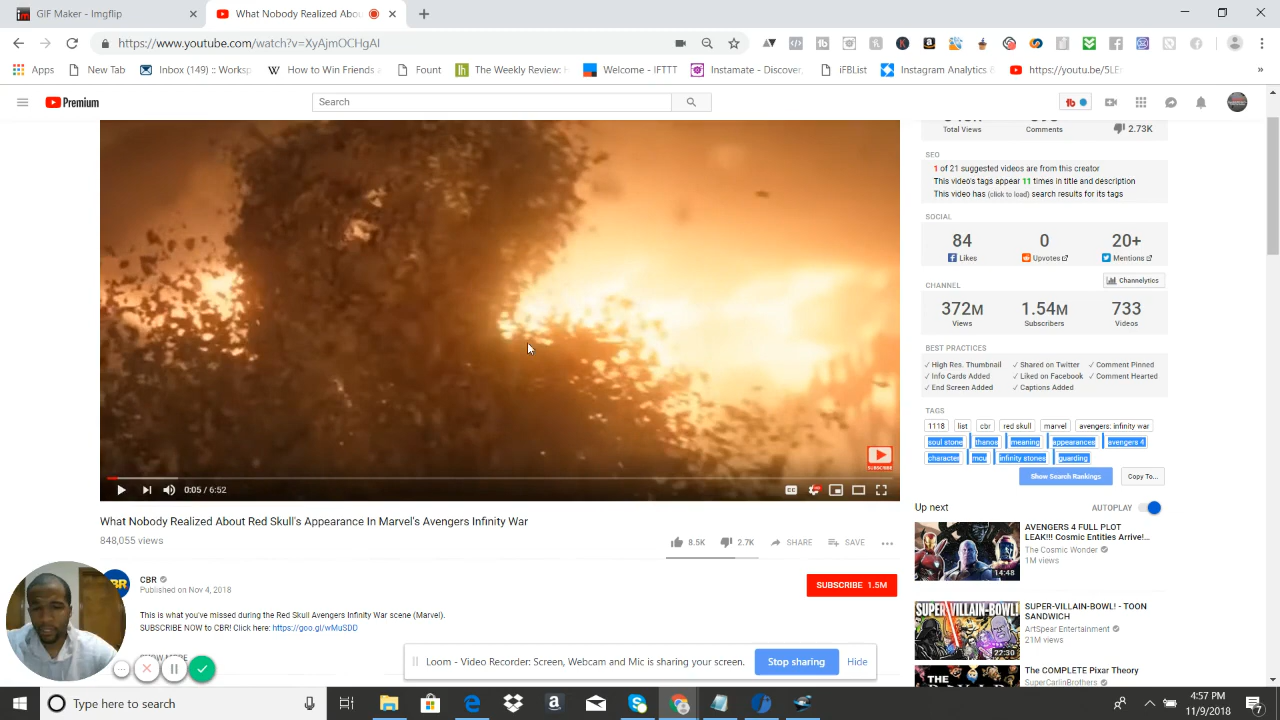 GIF Maker - Imgflip
What Nobody Realized About
https://www.youtube.com/watch?v=XyAjmOCHgAI
Apps
New Tab
Inbox (149) :: Worksp
How to Win Friends
Fount
The Weekly Review: H
Welcome - IFTTT
Instamate - Discover.
iFBList
Instagram Analytics
https://youtu.be/5LE
»
Premium
Search
Total Views
Comments
2.73K
SEO
1 of 21 suggested videos are from this creator
This video's tags appear 11 times in title and description
This video has (click to load) search results for its tags
SOCIAL
84 0 20+
Likes Upvotes Mentions
CHANNEL
Channelytics
372M 1.54M 733
Views Subscribers Videos
BEST PRACTICES
✓ High Res. Thumbnail ✓ Shared on Twitter ✓ Comment Pinned
✓ Info Cards Added ✓ Liked on Facebook ✓ Comment Hearted
✓ End Screen Added ✓ Captions Added
TAGS
1118 list cbr red skull marvel avengers: infinity war
soul stone thanos meaning appearances avengers 4
character mcu infinity stones guarding
Show Search Rankings Copy To...
SUBSCRIBE
0:05 / 6:52
Up next
AUTOPLAY
What Nobody Realized About Red Skull's Appearance In Marvel's Avengers Infinity War
848,055 views
8.5K 2.7K SHARE SAVE
CBR
CBR
Published on Nov 4, 2018
SUBSCRIBE 1.5M
This is what you've missed during the Red Skull Avengers Infinity War scene (Marvel).
SUBSCRIBE NOW to CBR! Click here: https://goo.gl/wMuSDD
SHOW MORE
AVENGERS 4 FULL PLOT
LEAK!!! Cosmic Entities Arrive!...
The Cosmic Wonder
1M views
14:48
SUPER-VILLAIN-BOWL!
SUPER-VILLAIN-BOWL! - TOON
SANDWICH
ArtSpear Entertainment
21M views
22:30
THE
The COMPLETE Pixar Theory
SuperCarlinBrothers
Loom - Video Recorder: Screen, Webcam and Mic is sharing your screen.
Stop sharing
Hide
Type here to search
4:57 PM
11/9/2018
7